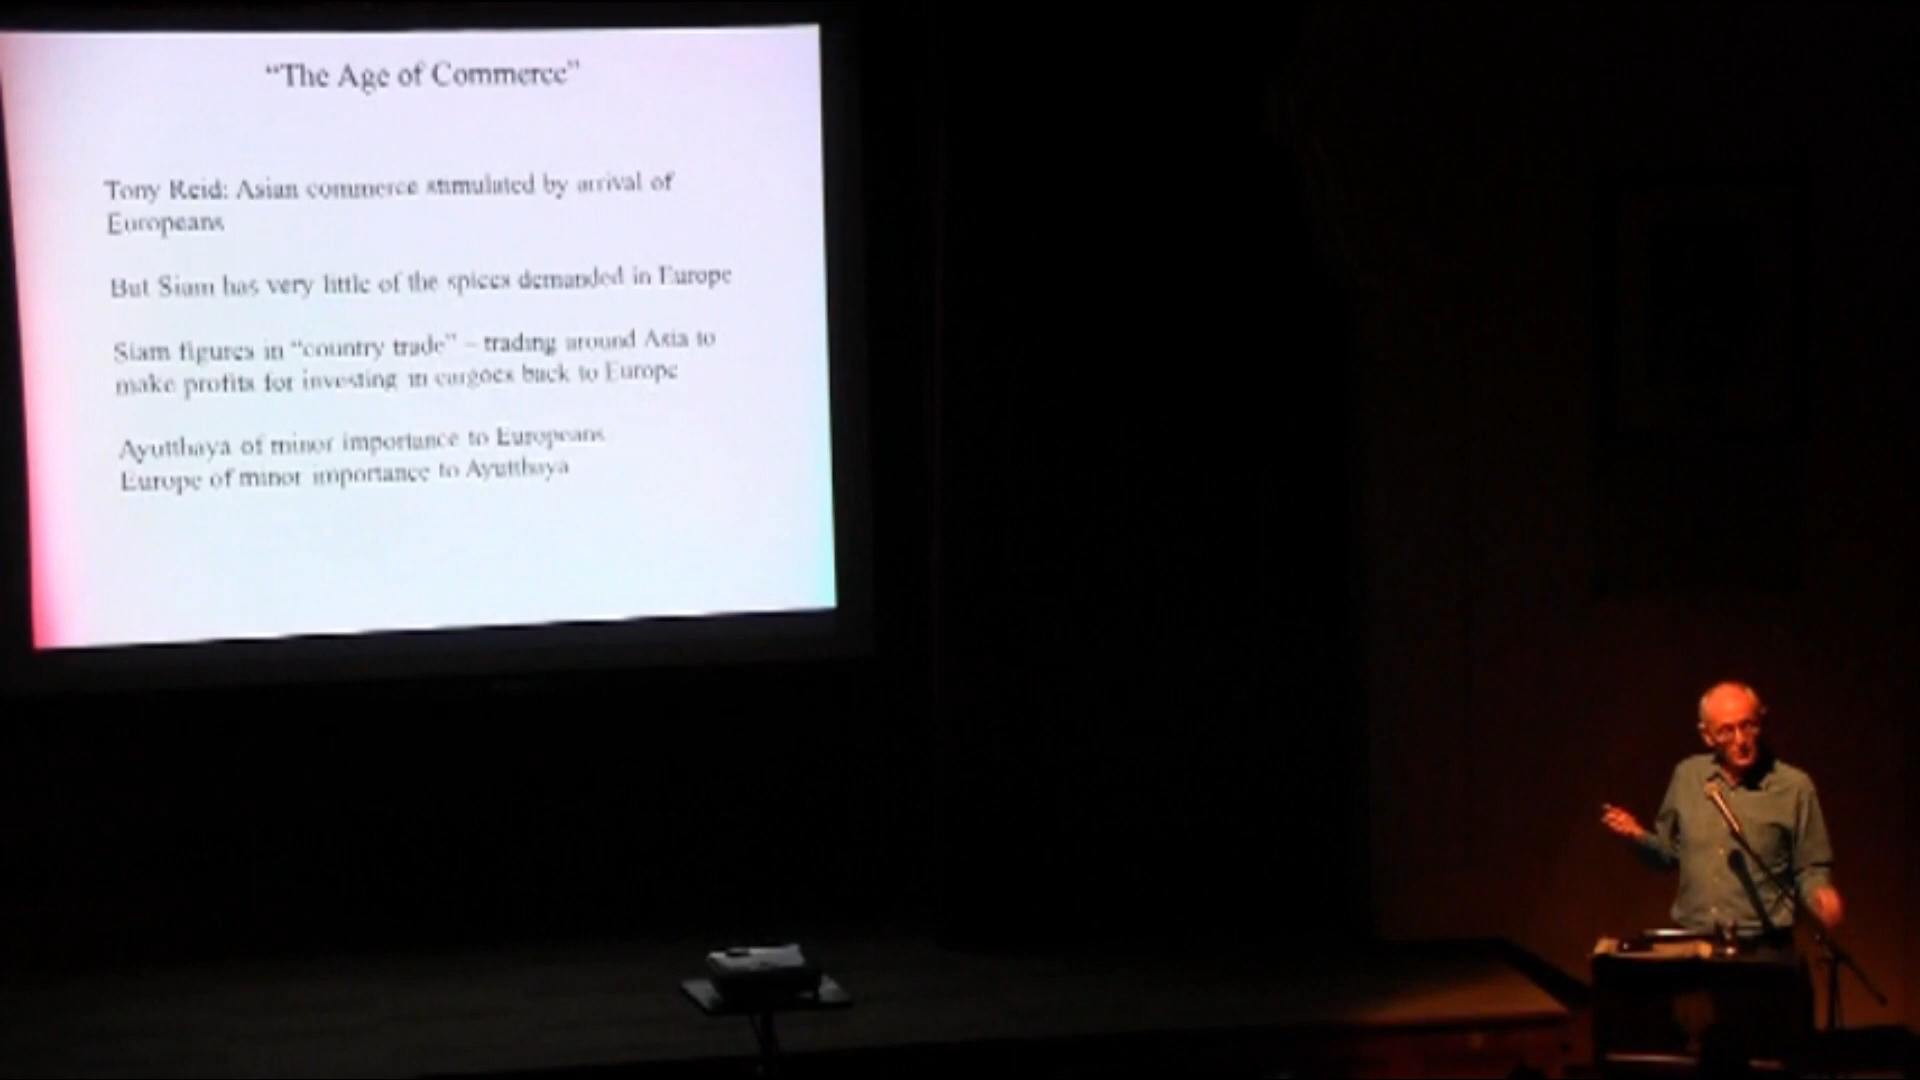 “The Age of Commerce”
Tony Reid: Asian commerce stimulated by arrival of
Europeans
But Siam has very little of the spices demanded in Europe
Siam figures in “country trade” – trading around Asia to
make profits for investing in cargoes back to Europe
Ayutthaya of minor importance to Europeans
Europe of minor importance to Ayutthaya